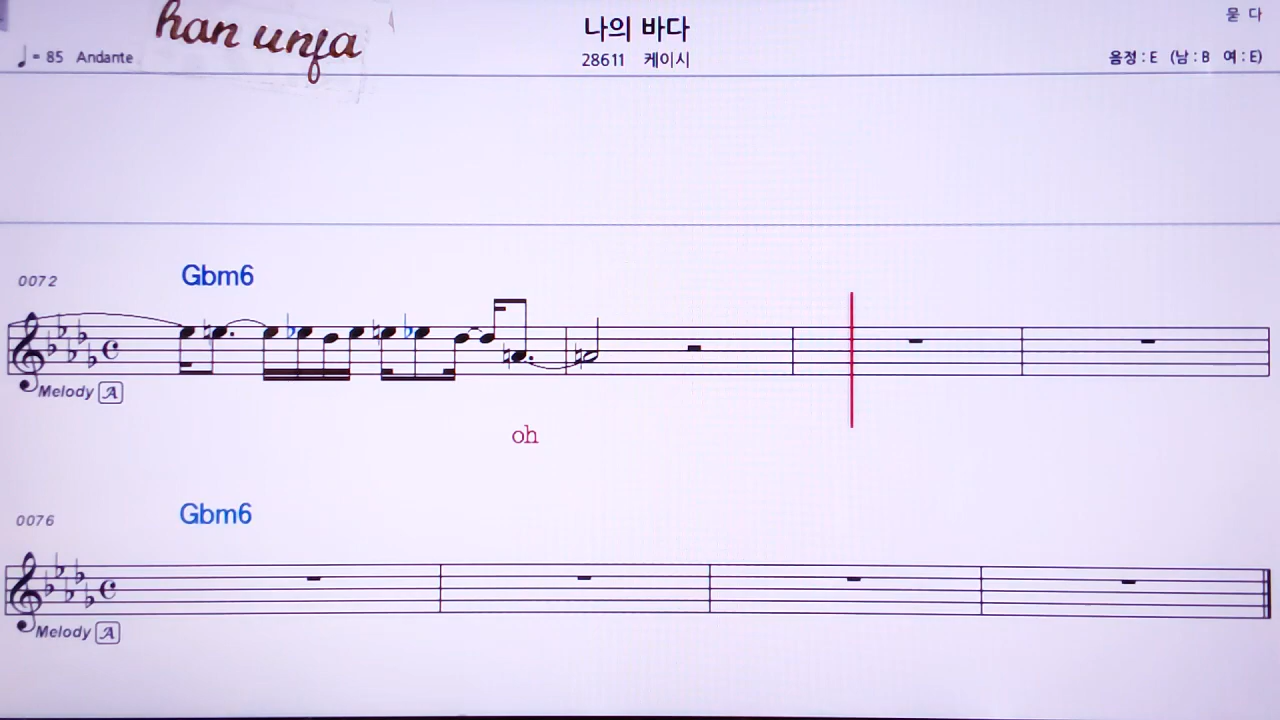 han unja
나의 바다
묻 다
♩= 85 Andante
28611 케이시
음정 : E (남 : B 여 : E)
0072
Gbm6
Melody A
oh
0076
Gbm6
Melody A